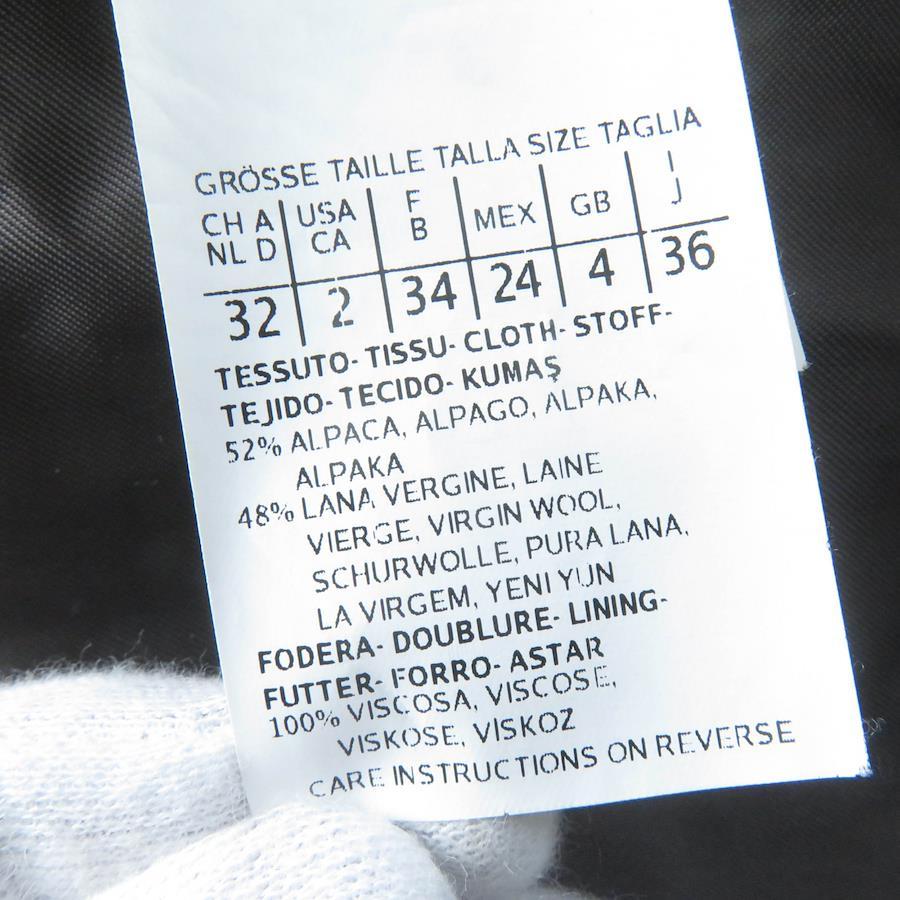 GRÖSSE TAILLE TALLA SIZE TAGLIA
CH A USA F MEX GB I
NL D CA B J
32 2 34 24 4 36
TESSUTO- TISSU- CLOTH- STOFF-
TEJIDO- TECIDO- KUMAŞ
52% ALPACA, ALPAGO, ALPAKA,
ALPAKA
48% LANA VERGINE, LAINE
VIERGE, VIRGIN WOOL,
SCHURWOLLE, PURA LANA,
LA VIRGEM, YENI YUN
FODERA- DOUBLURE- LINING-
FUTTER- FORRO- ASTAR
100% VISCOSA, VISCOSE,
VISKOSE, VISKOZ
CARE INSTRUCTIONS ON REVERSE